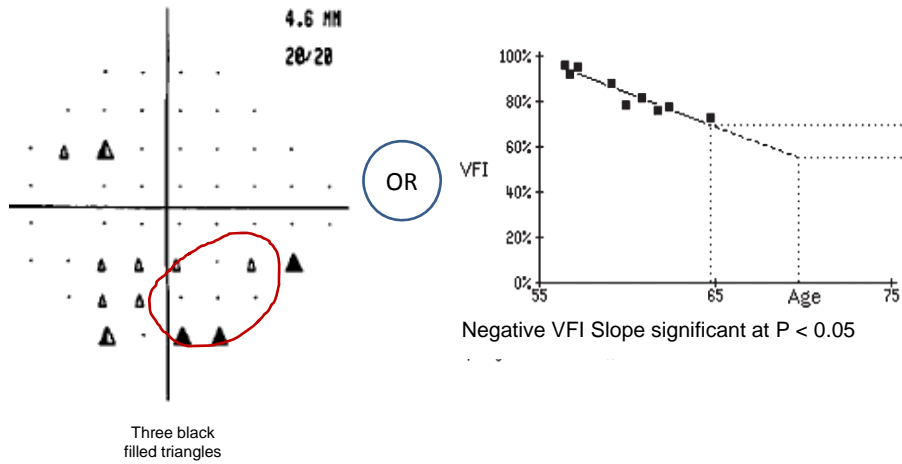 4.6 MM
20/20
OR
Three black
filled triangles
100%
80%
60%
40%
20%
0%
VFI
55
65
Age
75
Negative VFI Slope significant at P < 0.05